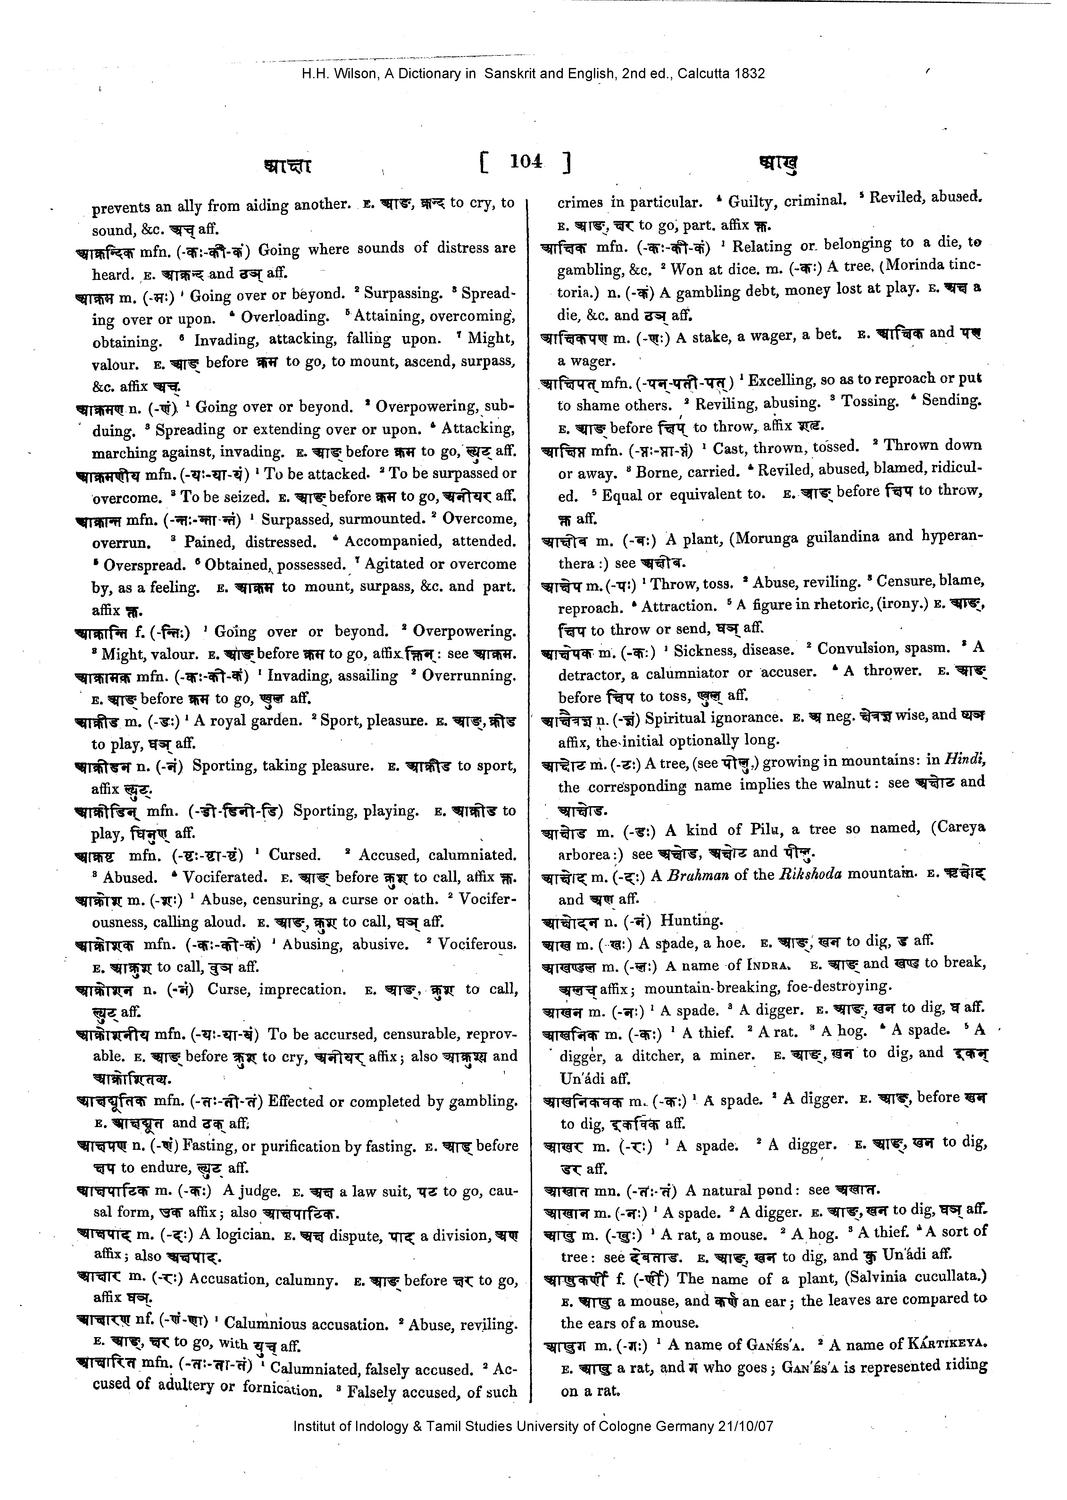 H.H. Wilson, A Dictionary in Sanskrit and English, 2nd ed., Calcutta 1832
आक्षा [ 104 ] आखु
prevents an ally from aiding another. E. आङ्, क्रन्द to cry, to
sound, &c. अच् aff.
आक्रन्दिक mfn. (-कः-की-कं) Going where sounds of distress are
heard. E. आक्रन्द and ठञ् aff.
आक्रम m. (-मः) ¹ Going over or beyond. ² Surpassing. ³ Spread-
ing over or upon. ⁴ Overloading. ⁵ Attaining, overcoming,
obtaining. ⁶ Invading, attacking, falling upon. ⁷ Might,
valour. E. आङ् before क्रम to go, to mount, ascend, surpass,
&c. affix अच्.
आक्रमण n. (-णं) ¹ Going over or beyond. ² Overpowering, sub-
duing. ³ Spreading or extending over or upon. ⁴ Attacking,
marching against, invading. E. आङ् before क्रम to go, ल्युट् aff.
आक्रमणीय mfn. (-यः-या-यं) ¹ To be attacked. ² To be surpassed or
overcome. ³ To be seized. E. आङ् before क्रम to go, अनीयर् aff.
आक्रान्त mfn. (-न्तः-न्ता-न्तं) ¹ Surpassed, surmounted. ² Overcome,
overrun. ³ Pained, distressed. ⁴ Accompanied, attended.
⁵ Overspread. ⁶ Obtained, possessed. ⁷ Agitated or overcome
by, as a feeling. E. आक्रम to mount, surpass, &c. and part.
affix क्त.
आक्रान्ति f. (-न्तिः) ¹ Going over or beyond. ² Overpowering.
³ Might, valour. E. आङ् before क्रम to go, affix क्तिन्: see आक्रम.
आक्रामक mfn. (-कः-की-कं) ¹ Invading, assailing ² Overrunning.
E. आङ् before क्रम to go, ण्वुल् aff.
आक्रीड m. (-डः) ¹ A royal garden. ² Sport, pleasure. E. आङ्, क्रीड
to play, घञ् aff.
आक्रीडन n. (-नं) Sporting, taking pleasure. E. आक्रीड to sport,
affix ल्युट्.
आक्रीडिन् mfn. (-डी-डिनी-डि) Sporting, playing. E. आक्रीड to
play, घिनुण् aff.
आक्रुष्ट mfn. (-ष्टः-ष्टा-ष्टं) ¹ Cursed. ² Accused, calumniated.
³ Abused. ⁴ Vociferated. E. आङ् before क्रुश् to call, affix क्त.
आक्रोश m. (-शः) ¹ Abuse, censuring, a curse or oath. ² Vocifer-
ousness, calling aloud. E. आङ्, क्रुश् to call, घञ् aff.
आक्रोशक mfn. (-कः-की-कं) ¹ Abusing, abusive. ² Vociferous.
E. आक्रुश् to call, वुञ् aff.
आक्रोशन n. (-नं) Curse, imprecation. E. आङ्, क्रुश् to call,
ल्युट् aff.
आक्रोशनीय mfn. (-यः-या-यं) To be accursed, censurable, reprov-
able. E. आङ् before क्रुश् to cry, अनीयर् affix; also आक्रुश्य and
आक्रोशितव्य.
आक्षद्यूतिक mfn. (-तः-ती-तं) Effected or completed by gambling.
E. आक्षद्यूत and ठक् aff.
आक्षपण n. (-णं) Fasting, or purification by fasting. E. आङ् before
क्षप to endure, ल्युट् aff.
आक्षपाटिक m. (-कः) A judge. E. अक्ष a law suit, पट to go, cau-
sal form, उक affix; also आक्षपाटिक.
आक्षपाद m. (-दः) A logician. E. अक्ष dispute, पाद a division, अण
affix; also अक्षपाद.
आक्षार m. (-रः) Accusation, calumny. E. आङ् before क्षर to go,
affix घञ्.
आक्षारण nf. (-णं-णा) ¹ Calumnious accusation. ² Abuse, reviling.
E. आङ्, क्षर to go, with युच् aff.
आक्षारित mfn. (-तः-ता-तं) ¹ Calumniated, falsely accused. ² Ac-
cused of adultery or fornication. ³ Falsely accused, of such
crimes in particular. ⁴ Guilty, criminal. ⁵ Reviled, abused.
E. आङ्, क्षर to go, part. affix क्त.
आक्षिक mfn. (-कः-की-कं) ¹ Relating or belonging to a die, to
gambling, &c. ² Won at dice. m. (-कः) A tree, (Morinda tinc-
toria.) n. (-कं) A gambling debt, money lost at play. E. अक्ष a
die, &c. and ठञ् aff.
आक्षिकपण m. (-णः) A stake, a wager, a bet. E. आक्षिक and पण
a wager.
आक्षिपत् mfn. (-पन्-पती-पत्) ¹ Excelling, so as to reproach or put
to shame others. ² Reviling, abusing. ³ Tossing. ⁴ Sending.
E. आङ् before क्षिप् to throw, affix शतृ.
आक्षिप्त mfn. (-प्तः-प्ता-प्तं) ¹ Cast, thrown, tossed. ² Thrown down
or away. ³ Borne, carried. ⁴ Reviled, abused, blamed, ridicul-
ed. ⁵ Equal or equivalent to. E. आङ् before क्षिप to throw,
क्त aff.
आक्षीव m. (-वः) A plant, (Morunga guilandina and hyperan-
thera:) see अक्षीव.
आक्षेप m. (-पः) ¹ Throw, toss. ² Abuse, reviling. ³ Censure, blame,
reproach. ⁴ Attraction. ⁵ A figure in rhetoric, (irony.) E. आङ्,
क्षिप to throw or send, घञ् aff.
आक्षेपक m. (-कः) ¹ Sickness, disease. ² Convulsion, spasm. ³ A
detractor, a calumniator or accuser. ⁴ A thrower. E. आङ्
before क्षिप to toss, ण्वुल् aff.
आक्षैत्रज्ञ n. (-ज्ञं) Spiritual ignorance. E. अ neg. क्षेत्रज्ञ wise, and ष्यञ
affix, the initial optionally long.
आक्षोट m. (-टः) A tree, (see पीलु,) growing in mountains: in Hindi,
the corresponding name implies the walnut: see अक्षोट and
आक्षोड.
आक्षोड m. (-डः) A kind of Pilu, a tree so named, (Careya
arborea:) see अक्षोड, अक्षोट and पीलु.
आक्षोद m. (-दः) A Brahman of the Rikshoda mountain. E. ऋक्षोद
and अण aff.
आक्षोदन n. (-नं) Hunting.
आख m. (-खः) A spade, a hoe. E. आङ्, खन to dig, ड aff.
आखण्डल m. (-लः) A name of INDRA. E. आङ् and खण्ड to break,
अलच् affix; mountain-breaking, foe-destroying.
आखन m. (-नः) ¹ A spade. ² A digger. E. आङ्, खन to dig, घ aff.
आखनिक m. (-कः) ¹ A thief. ² A rat. ³ A hog. ⁴ A spade. ⁵ A
digger, a ditcher, a miner. E. आङ्, खन to dig, and इकन्
Un'ádi aff.
आखनिकवक m. (-कः) ¹ A spade. ² A digger. E. आङ्, before खन
to dig, इकविक aff.
आखर m. (-रः) ¹ A spade. ² A digger. E. आङ्, खन to dig,
डर aff.
आखात mn. (-तः-तं) A natural pond: see अखात.
आखान m. (-नः) ¹ A spade. ² A digger. E. आङ्, खन to dig, घञ् aff.
आखु m. (-खुः) ¹ A rat, a mouse. ² A hog. ³ A thief. ⁴ A sort of
tree: see देवताड. E. आङ्, खन to dig, and कु Un'ádi aff.
आखुकर्णी f. (-र्णी) The name of a plant, (Salvinia cucullata.)
E. आखु a mouse, and कर्ण an ear; the leaves are compared to
the ears of a mouse.
आखुग m. (-गः) ¹ A name of GAN'ÉS'A. ² A name of KÁRTIKEYA.
E. आखु a rat, and ग who goes; GAN'ÉS'A is represented riding
on a rat.
Institut of Indology & Tamil Studies University of Cologne Germany 21/10/07